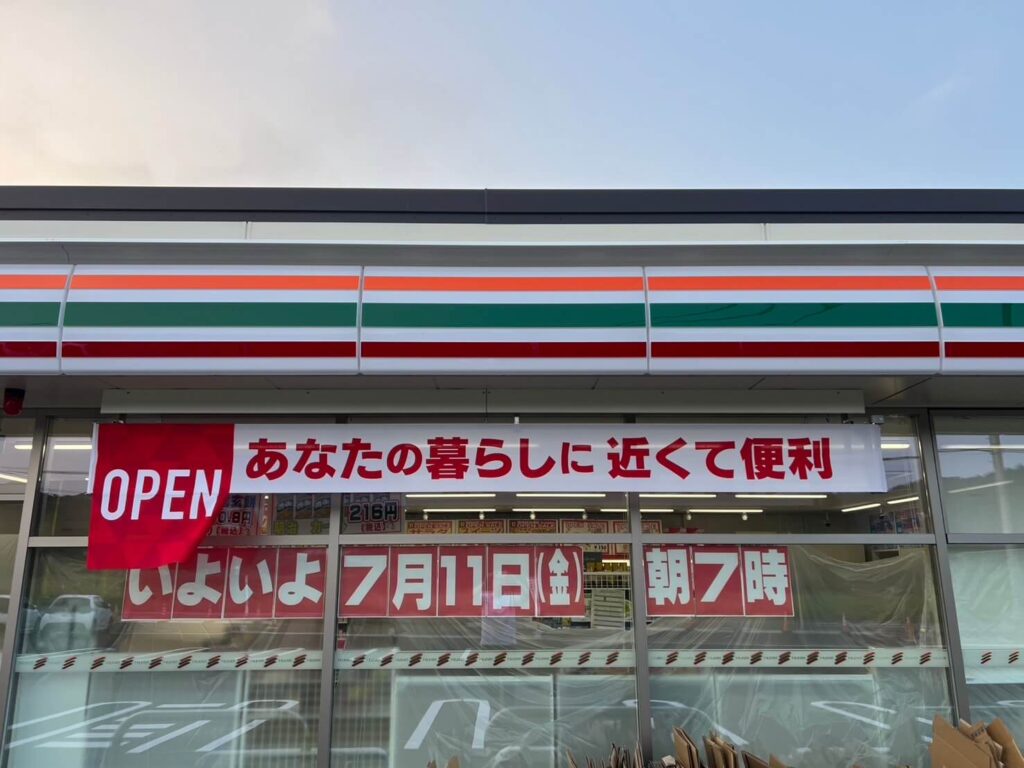 OPEN あなたの暮らしに 近くて便利
216円
いよいよ7月11日(金) 朝7時